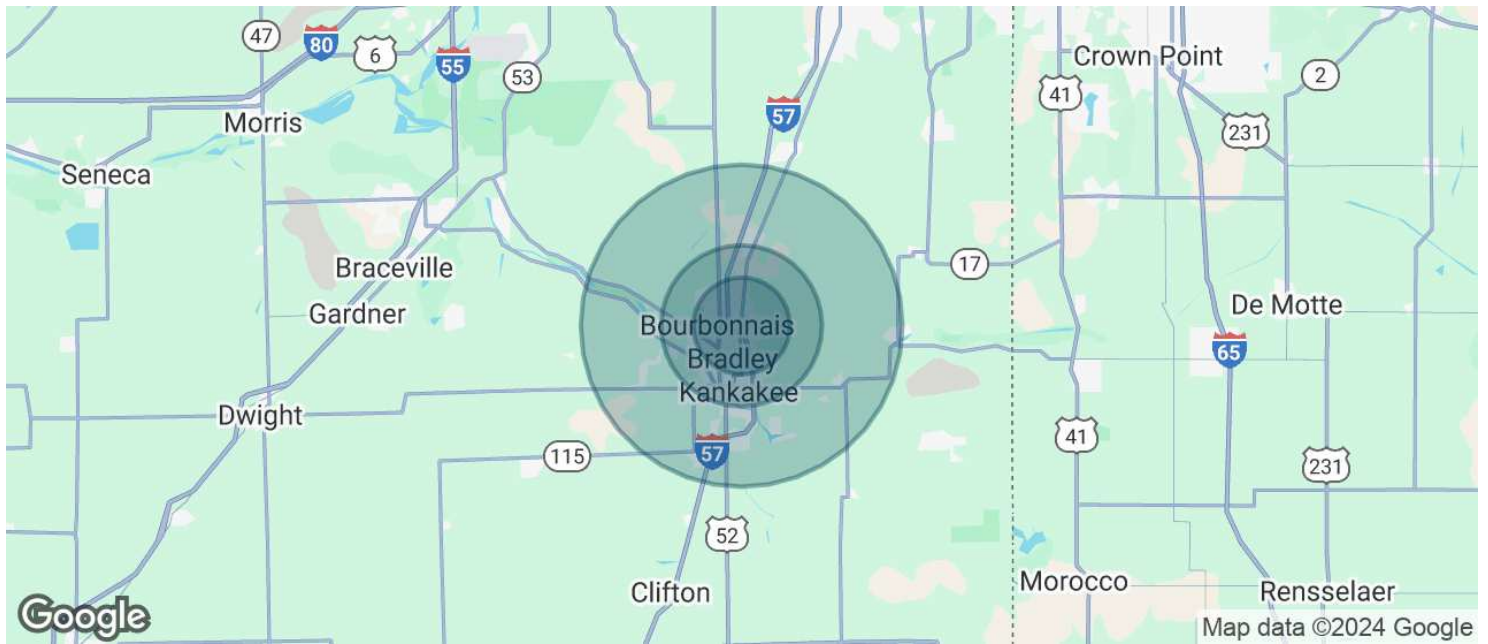 47
80
6
55
53
57
Crown Point
41
2
231
Morris
Seneca
17
Braceville
Gardner
De Motte
Bourbonnais
Bradley
Kankakee
65
Dwight
115
57
41
231
52
Clifton
Morocco
Rensselaer
Google
Map data ©2024 Google